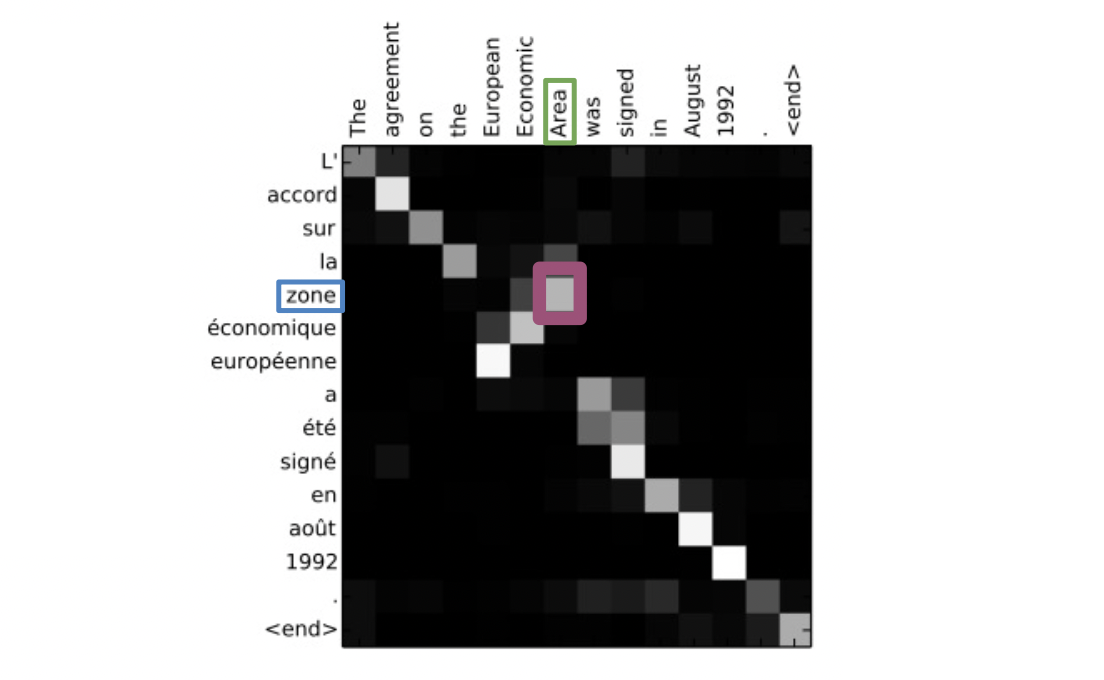 The
agreement
on
the
European
Economic
Area
was
signed
in
August
1992
.
<end>
L'
accord
sur
la
zone
économique
européenne
a
été
signé
en
août
1992
.
<end>